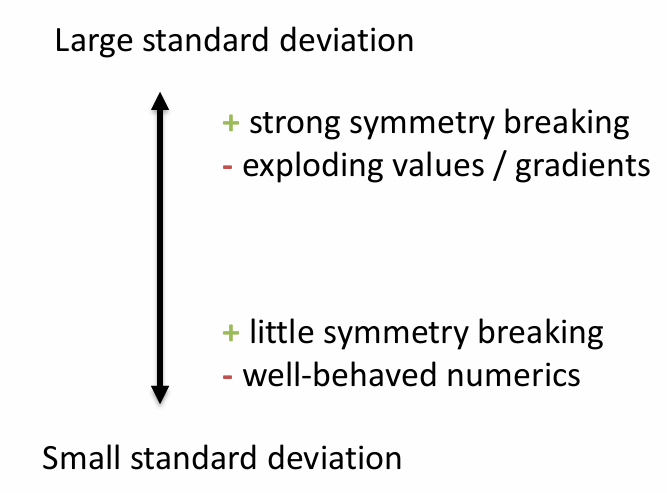 Large standard deviation
+ strong symmetry breaking
- exploding values / gradients
+ little symmetry breaking
- well-behaved numerics
Small standard deviation